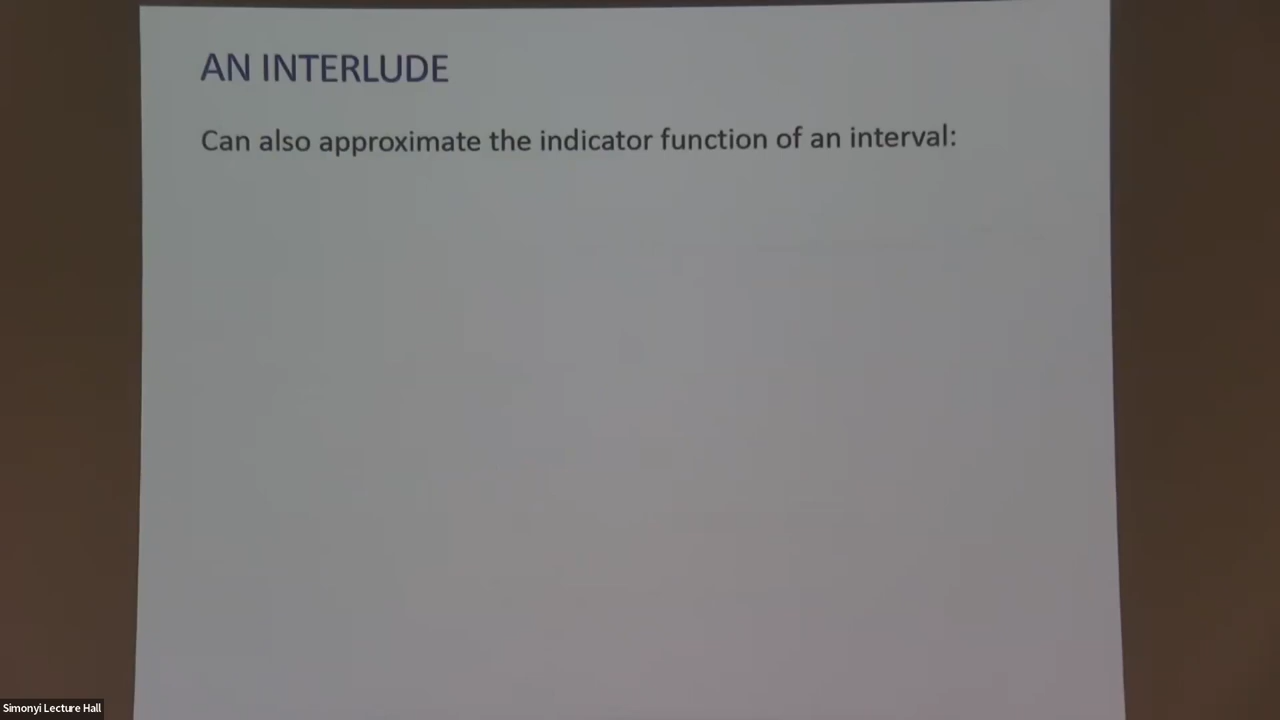 AN INTERLUDE
Can also approximate the indicator function of an interval:
Simonyi Lecture Hall